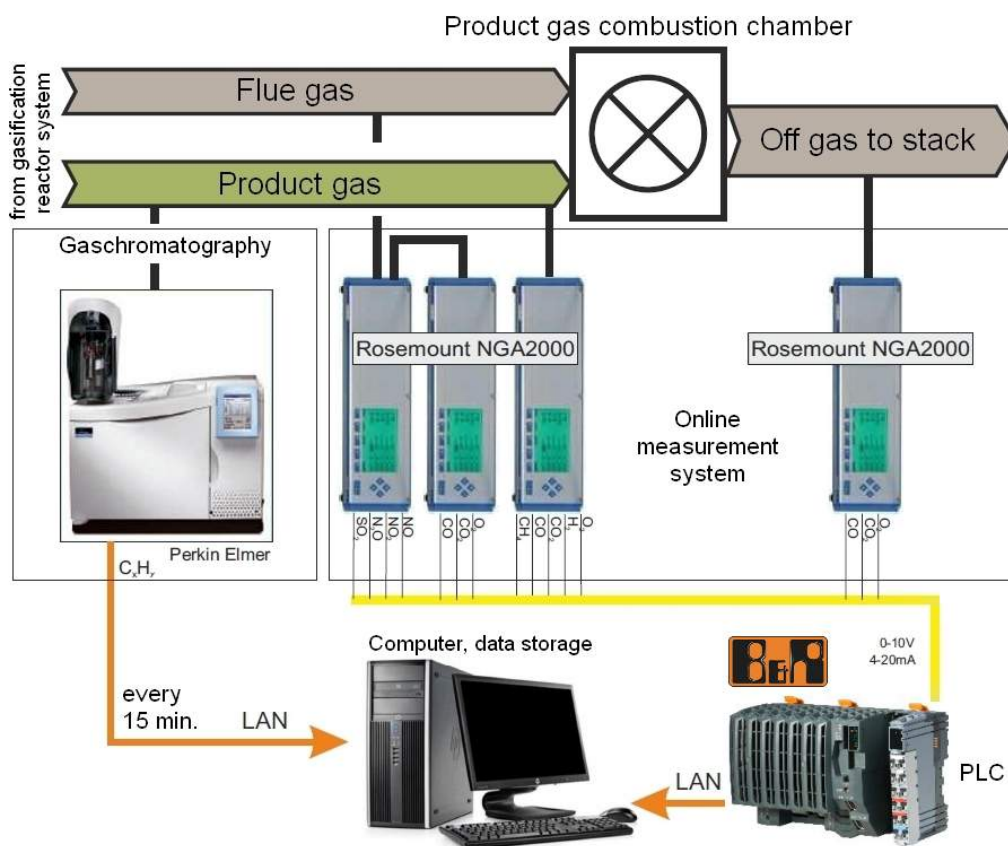 Product gas combustion chamber
from gasification
reactor system
Flue gas
Product gas
Off gas to stack
Gaschromatography
Rosemount NGA2000
Rosemount NGA2000
Online
measurement
system
Perkin Elmer
CₓHᵧ
SO₂
N₂O
NO₂
NO
CO
CO₂
O₂
CH₄
CO
CO₂
H₂
O₂
CO
CO₂
O₂
Computer, data storage
B&R
0-10V
4-20mA
every
15 min.
LAN
LAN
PLC